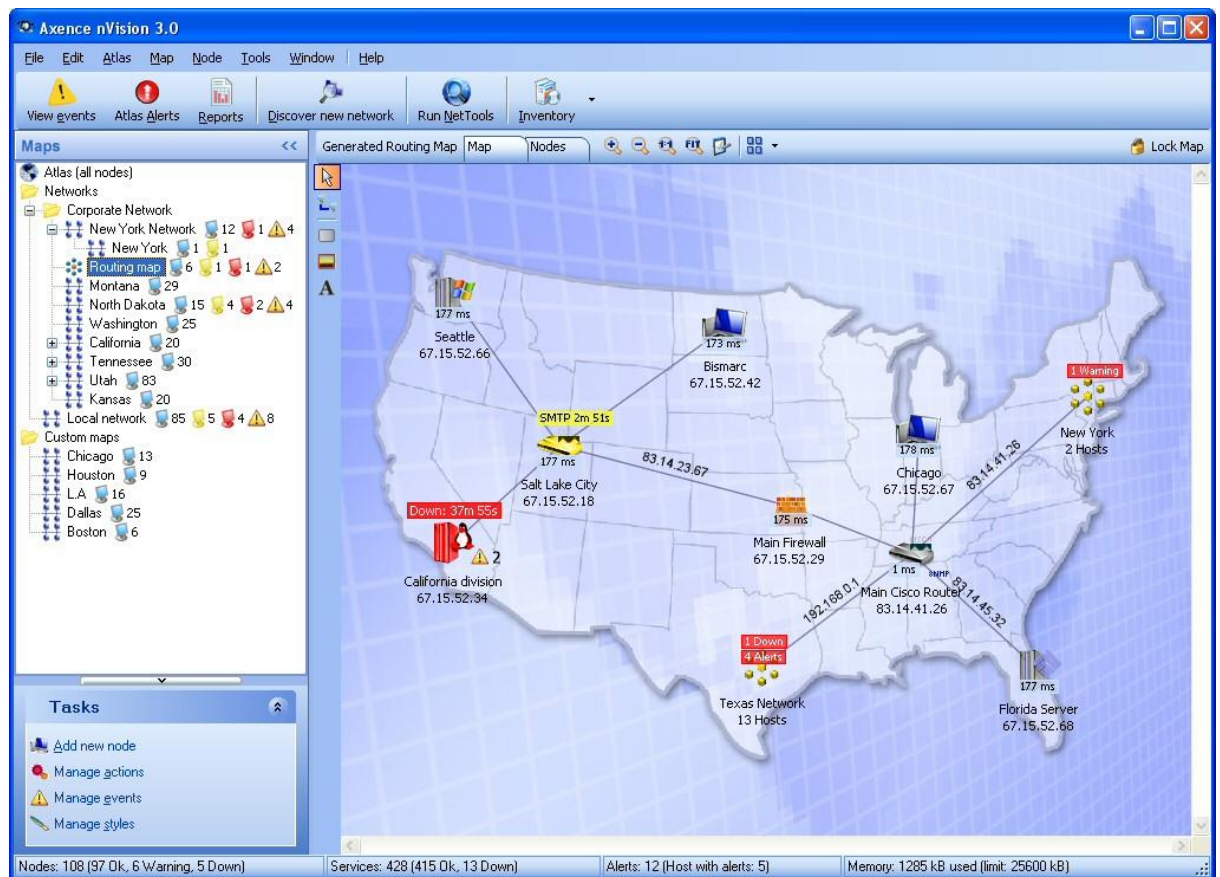 Axence nVision 3.0
File Edit Atlas Map Node Tools Window Help
View events Atlas Alerts Reports Discover new network Run NetTools Inventory
Maps <<
Generated Routing Map Map Nodes 1:1 FIT Lock Map
Atlas (all nodes)
Networks
Corporate Network
New York Network 12 1 4
New York 1 1
Routing map 6 1 1 2
Montana 29
North Dakota 15 4 2 4
Washington 25
California 20
Tennessee 30
Utah 83
Kansas 20
Local network 85 5 4 8
Custom maps
Chicago 13
Houston 9
L.A 16
Dallas 25
Boston 6
A
177 ms
Seattle
67.15.52.66
173 ms
Bismarc
67.15.52.42
1 Warning
New York
2 Hosts
SMTP 2m 51s
177 ms
Salt Lake City
67.15.52.18
83.14.23.67
178 ms
Chicago
67.15.52.67
83.14.41.26
Down: 37m 55s
2
California division
67.15.52.34
175 ms
Main Firewall
67.15.52.29
1 ms
SNMP
Main Cisco Router
83.14.41.26
192.168.0.1
83.14.45.32
1 Down
4 Alerts
Texas Network
13 Hosts
177 ms
Florida Server
67.15.52.68
Tasks
Add new node
Manage actions
Manage events
Manage styles
Nodes: 108 (97 Ok, 6 Warning, 5 Down) Services: 428 (415 Ok, 13 Down) Alerts: 12 (Host with alerts: 5) Memory: 1285 kB used (limit: 25600 kB)